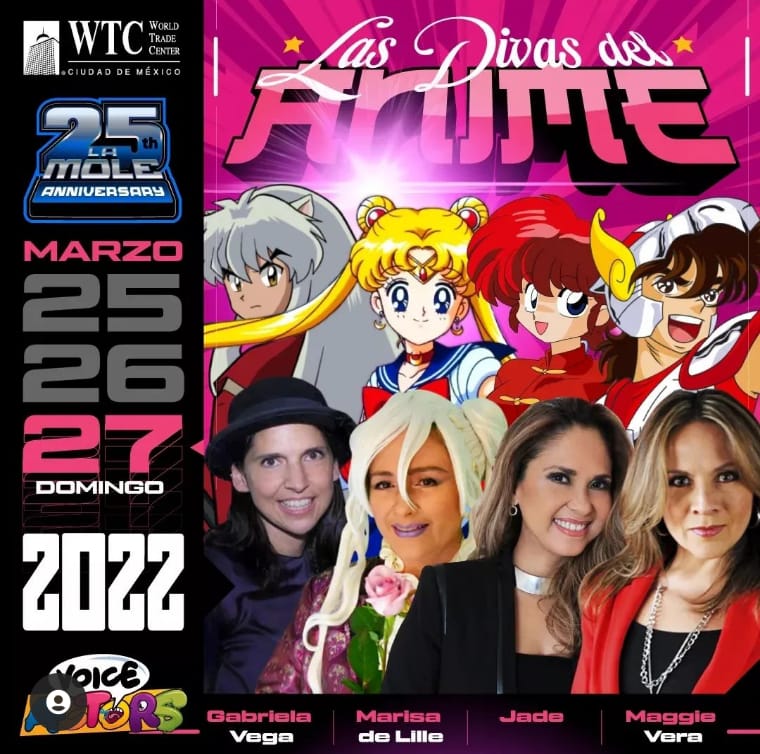 WTC
WORLD
TRADE
CENTER
CIUDAD DE MÉXICO
25th
LA
MOLE
ANNIVERSARY
MARZO
25
26
27
DOMINGO
2022
VOICE
ACTORS
Las Divas del
ANIME
Gabriela
Vega
Marisa
de Lille
Jade
Maggie
Vera